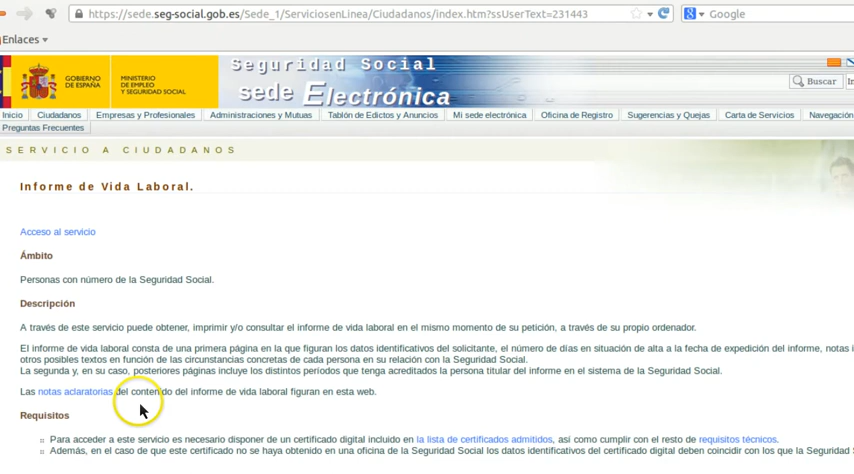 https://sede.seg-social.gob.es/Sede_1/ServiciosenLinea/Ciudadanos/index.htm?ssUserText=231443
Google
Enlaces
GOBIERNO DE ESPAÑA
MINISTERIO DE EMPLEO Y SEGURIDAD SOCIAL
Seguridad Social
sede Electrónica
Buscar
Inicio Ciudadanos Empresas y Profesionales Administraciones y Mutuas Tablón de Edictos y Anuncios Mi sede electrónica Oficina de Registro Sugerencias y Quejas Carta de Servicios Navegación
Preguntas Frecuentes
SERVICIO A CIUDADANOS
Informe de Vida Laboral.
Acceso al servicio
Ámbito
Personas con número de la Seguridad Social.
Descripción
A través de este servicio puede obtener, imprimir y/o consultar el informe de vida laboral en el mismo momento de su petición, a través de su propio ordenador.
El informe de vida laboral consta de una primera página en la que figuran los datos identificativos del solicitante, el número de días en situación de alta a la fecha de expedición del informe, notas
otros posibles textos en función de las circunstancias concretas de cada persona en su relación con la Seguridad Social.
La segunda y, en su caso, posteriores páginas incluye los distintos períodos que tenga acreditados la persona titular del informe en el sistema de la Seguridad Social.
Las notas aclaratorias del contenido del informe de vida laboral figuran en esta web.
Requisitos
Para acceder a este servicio es necesario disponer de un certificado digital incluido en la lista de certificados admitidos, así como cumplir con el resto de requisitos técnicos.
Además, en el caso de que este certificado no se haya obtenido en una oficina de la Seguridad Social los datos identificativos del certificado digital deben coincidir con los que la Seguridad